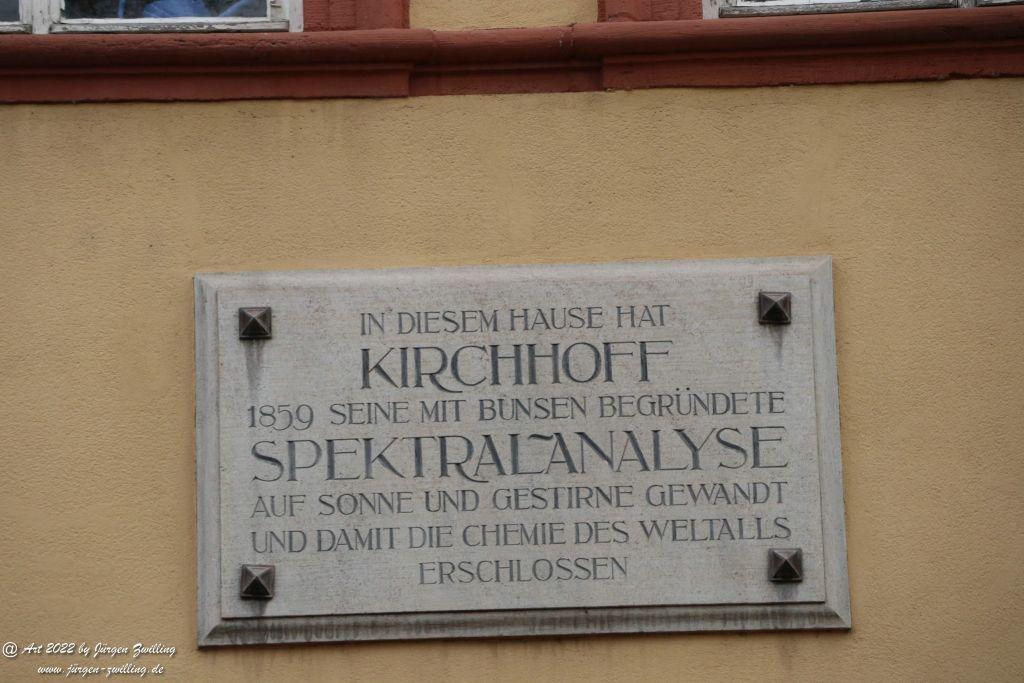 IN DIESEM HAUSE HAT
KIRCHHOFF
1859 SEINE MIT BUNSEN BEGRÜNDETE
SPEKTRAL-ANALYSE
AUF SONNE UND GESTIRNE GEWANDT
UND DAMIT DIE CHEMIE DES WELTALLS
ERSCHLOSSEN
@ Art 2022 by Jürgen Zwilling
www.jürgen-zwilling.de